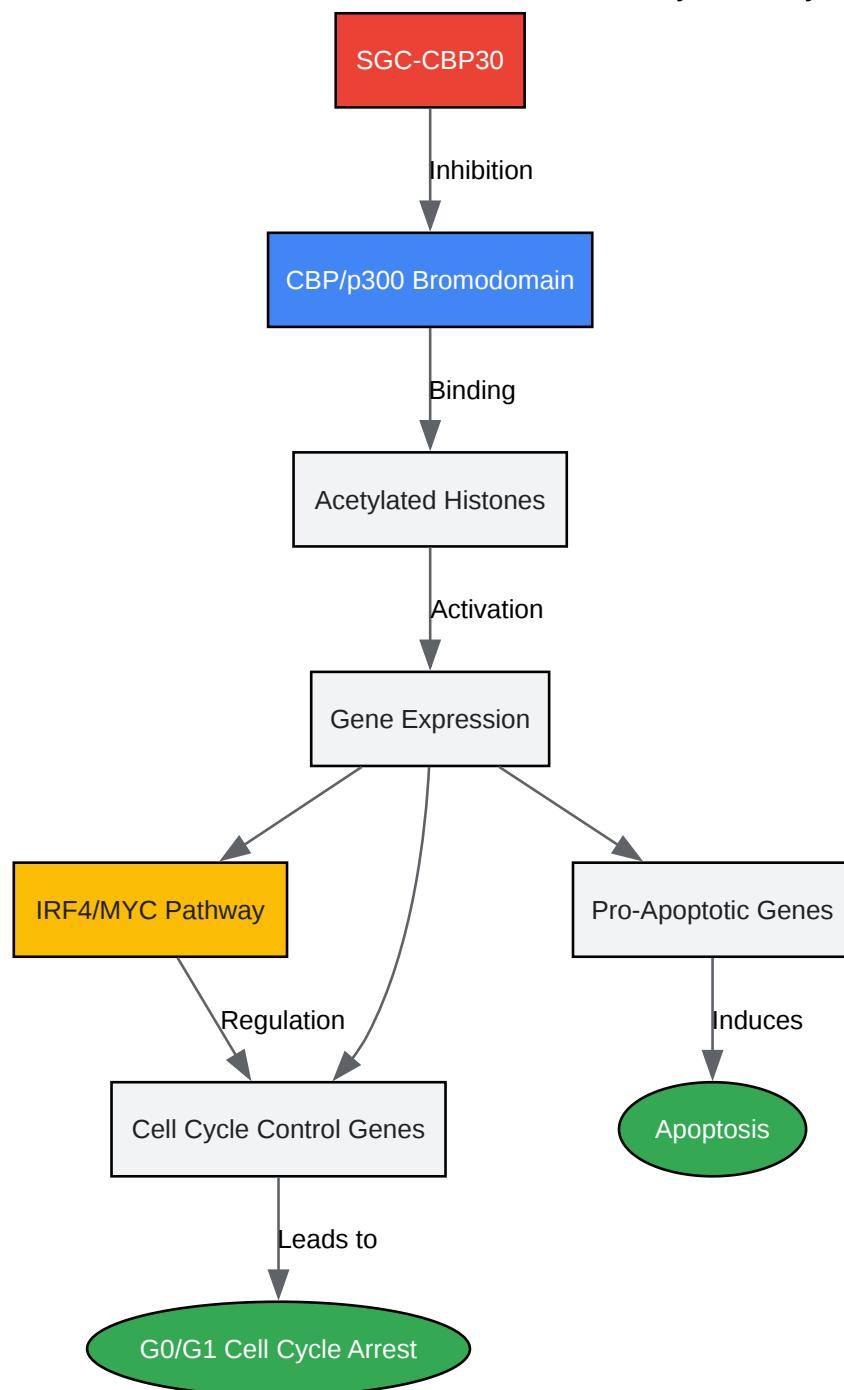 SGC-CBP30
Inhibition
CBP/p300 Bromodomain
Binding
Acetylated Histones
Activation
Gene Expression
IRF4/MYC Pathway
Pro-Apoptotic Genes
Regulation
Induces
Cell Cycle Control Genes
Apoptosis
Leads to
G0/G1 Cell Cycle Arrest